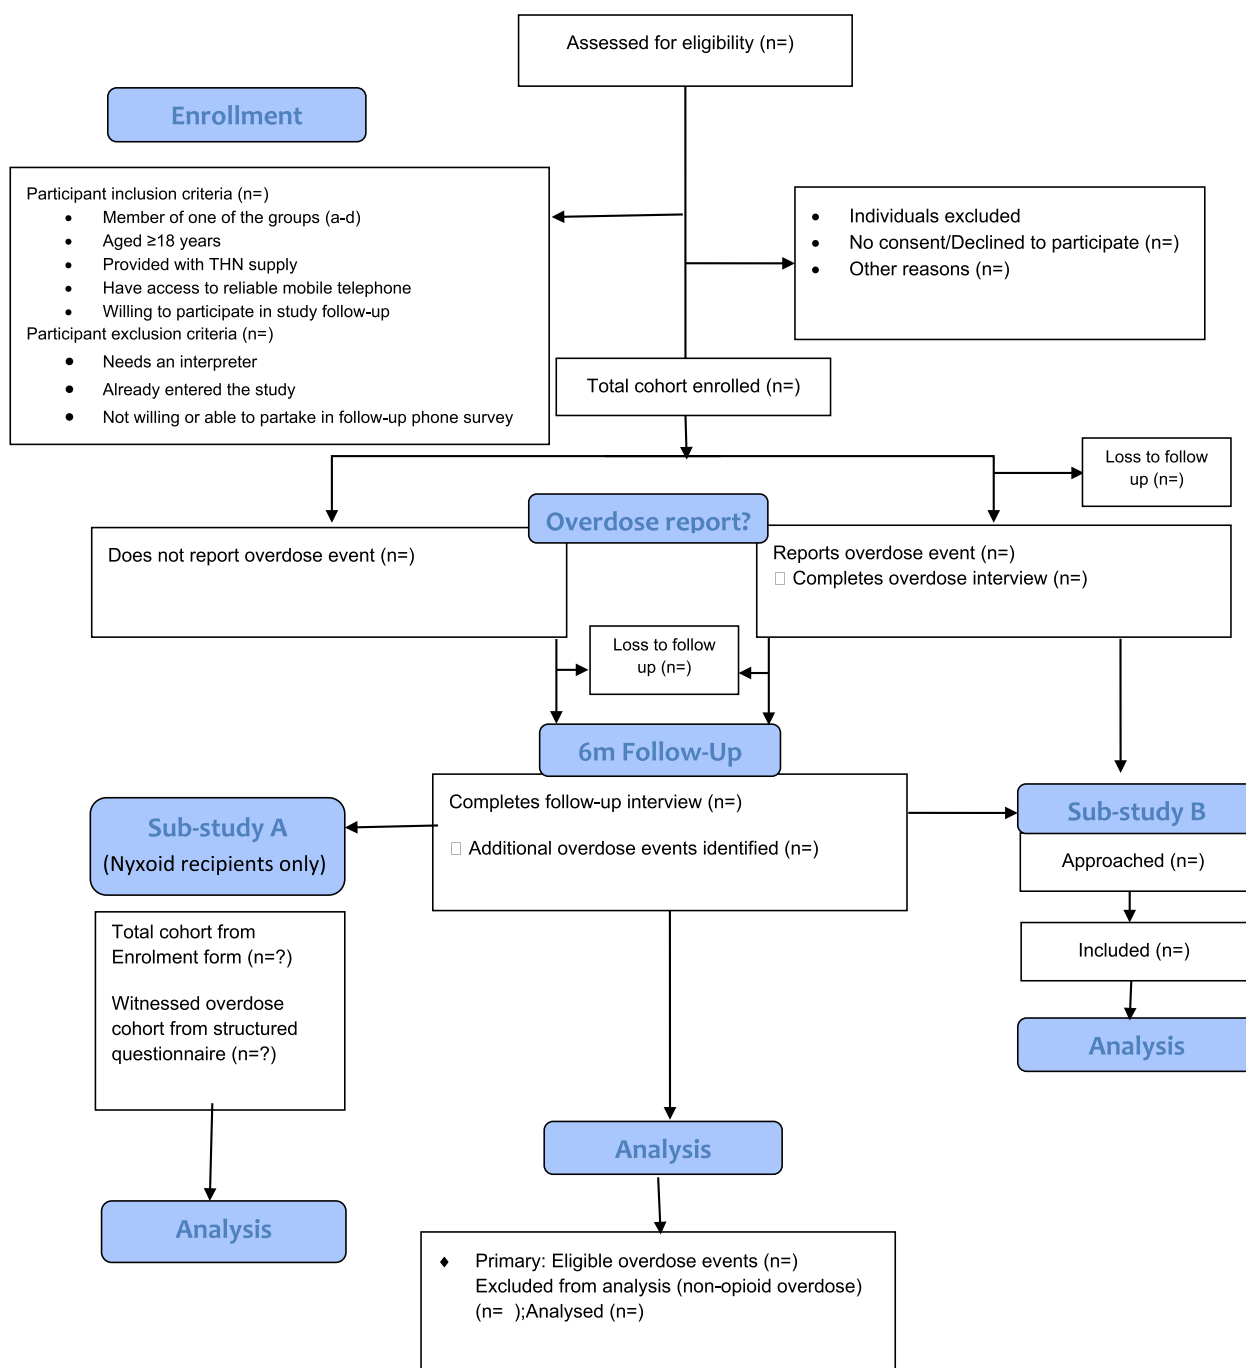 Assessed for eligibility (n=)
Enrollment
Participant inclusion criteria (n=)
• Member of one of the groups (a-d)
• Aged ≥18 years
• Provided with THN supply
• Have access to reliable mobile telephone
• Willing to participate in study follow-up
Participant exclusion criteria (n=)
• Needs an interpreter
• Already entered the study
• Not willing or able to partake in follow-up phone survey
• Individuals excluded
• No consent/Declined to participate (n=)
• Other reasons (n=)
Total cohort enrolled (n=)
Loss to follow
up (n=)
Overdose report?
Does not report overdose event (n=)
Reports overdose event (n=)
□ Completes overdose interview (n=)
Loss to follow
up (n=)
6m Follow-Up
Completes follow-up interview (n=)
□ Additional overdose events identified (n=)
Sub-study A
(Nyxoid recipients only)
Total cohort from
Enrolment form (n=?)
Witnessed overdose
cohort from structured
questionnaire (n=?)
Analysis
Sub-study B
Approached (n=)
Included (n=)
Analysis
Analysis
♦ Primary: Eligible overdose events (n=)
Excluded from analysis (non-opioid overdose)
(n= );Analysed (n=)